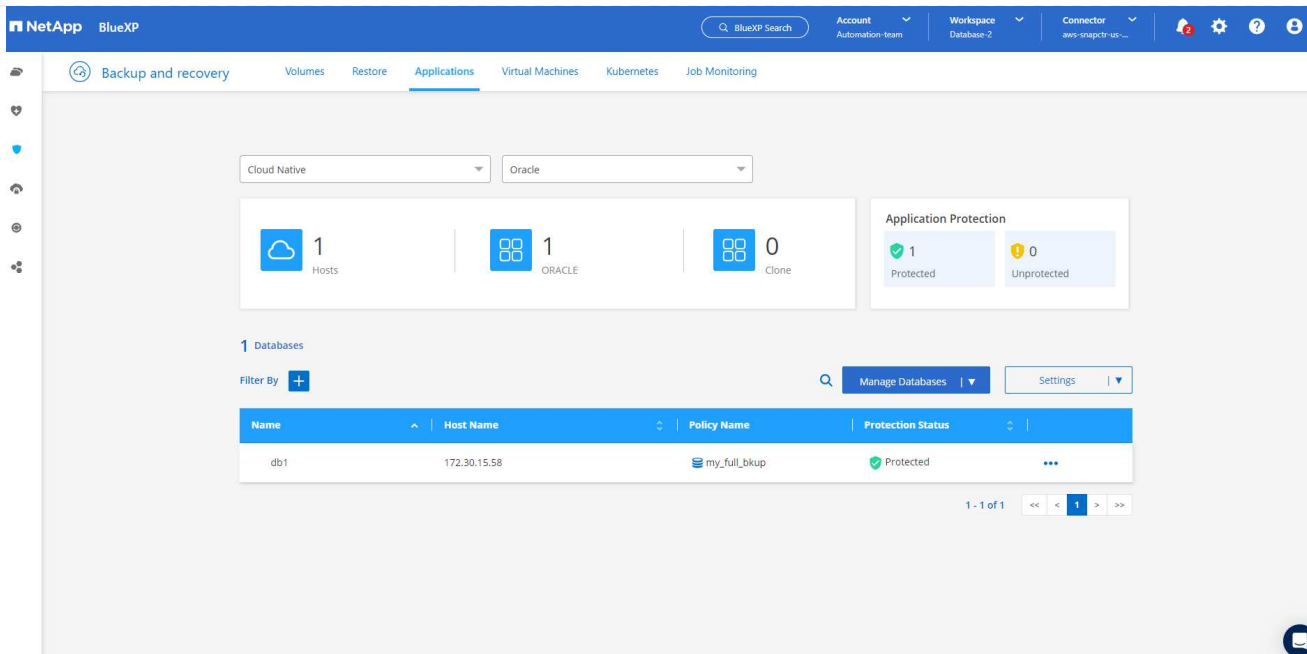 NetApp BlueXP
BlueXP Search
Account
Automation-team
Workspace
Database-2
Connector
aws-snapctr-us-...
2
Backup and recovery
Volumes Restore Applications Virtual Machines Kubernetes Job Monitoring
Cloud Native
Oracle
1
Hosts
1
ORACLE
0
Clone
Application Protection
1
Protected
0
Unprotected
1 Databases
Filter By
Manage Databases
Settings
Name Host Name Policy Name Protection Status
db1 172.30.15.58 my_full_bkup Protected
1 - 1 of 1 << < 1 > >>